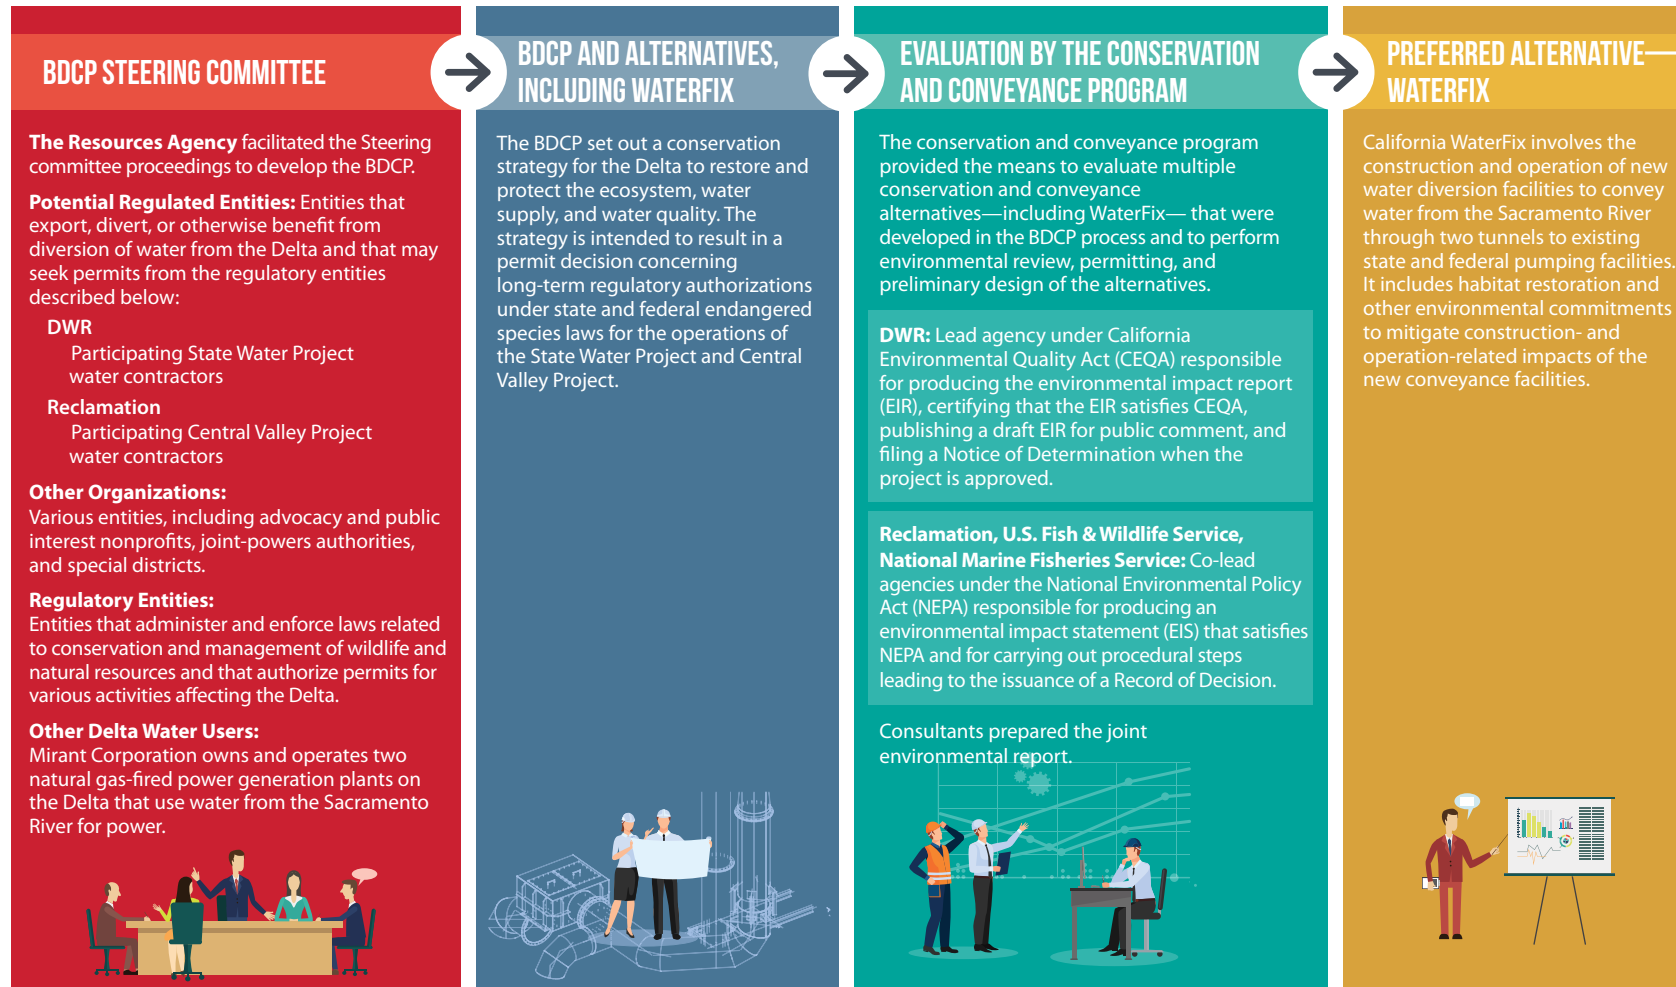 BDCP STEERING COMMITTEE
The Resources Agency facilitated the Steering
committee proceedings to develop the BDCP.
Potential Regulated Entities: Entities that
export, divert, or otherwise benefit from
diversion of water from the Delta and that may
seek permits from the regulatory entities
described below:
DWR
Participating State Water Project
water contractors
Reclamation
Participating Central Valley Project
water contractors
Other Organizations:
Various entities, including advocacy and public
interest nonprofits, joint-powers authorities,
and special districts.
Regulatory Entities:
Entities that administer and enforce laws related
to conservation and management of wildlife and
natural resources and that authorize permits for
various activities affecting the Delta.
Other Delta Water Users:
Mirant Corporation owns and operates two
natural gas-fired power generation plants on
the Delta that use water from the Sacramento
River for power.
BDCP AND ALTERNATIVES,
INCLUDING WATERFIX
The BDCP set out a conservation
strategy for the Delta to restore and
protect the ecosystem, water
supply, and water quality. The
strategy is intended to result in a
permit decision concerning
long-term regulatory authorizations
under state and federal endangered
species laws for the operations of
the State Water Project and Central
Valley Project.
EVALUATION BY THE CONSERVATION
AND CONVEYANCE PROGRAM
The conservation and conveyance program
provided the means to evaluate multiple
conservation and conveyance
alternatives—including WaterFix— that were
developed in the BDCP process and to perform
environmental review, permitting, and
preliminary design of the alternatives.
DWR: Lead agency under California
Environmental Quality Act (CEQA) responsible
for producing the environmental impact report
(EIR), certifying that the EIR satisfies CEQA,
publishing a draft EIR for public comment, and
filing a Notice of Determination when the
project is approved.
Reclamation, U.S. Fish & Wildlife Service,
National Marine Fisheries Service: Co-lead
agencies under the National Environmental Policy
Act (NEPA) responsible for producing an
environmental impact statement (EIS) that satisfies
NEPA and for carrying out procedural steps
leading to the issuance of a Record of Decision.
Consultants prepared the joint
environmental report.
PREFERRED ALTERNATIVE—
WATERFIX
California WaterFix involves the
construction and operation of new
water diversion facilities to convey
water from the Sacramento River
through two tunnels to existing
state and federal pumping facilities.
It includes habitat restoration and
other environmental commitments
to mitigate construction- and
operation-related impacts of the
new conveyance facilities.